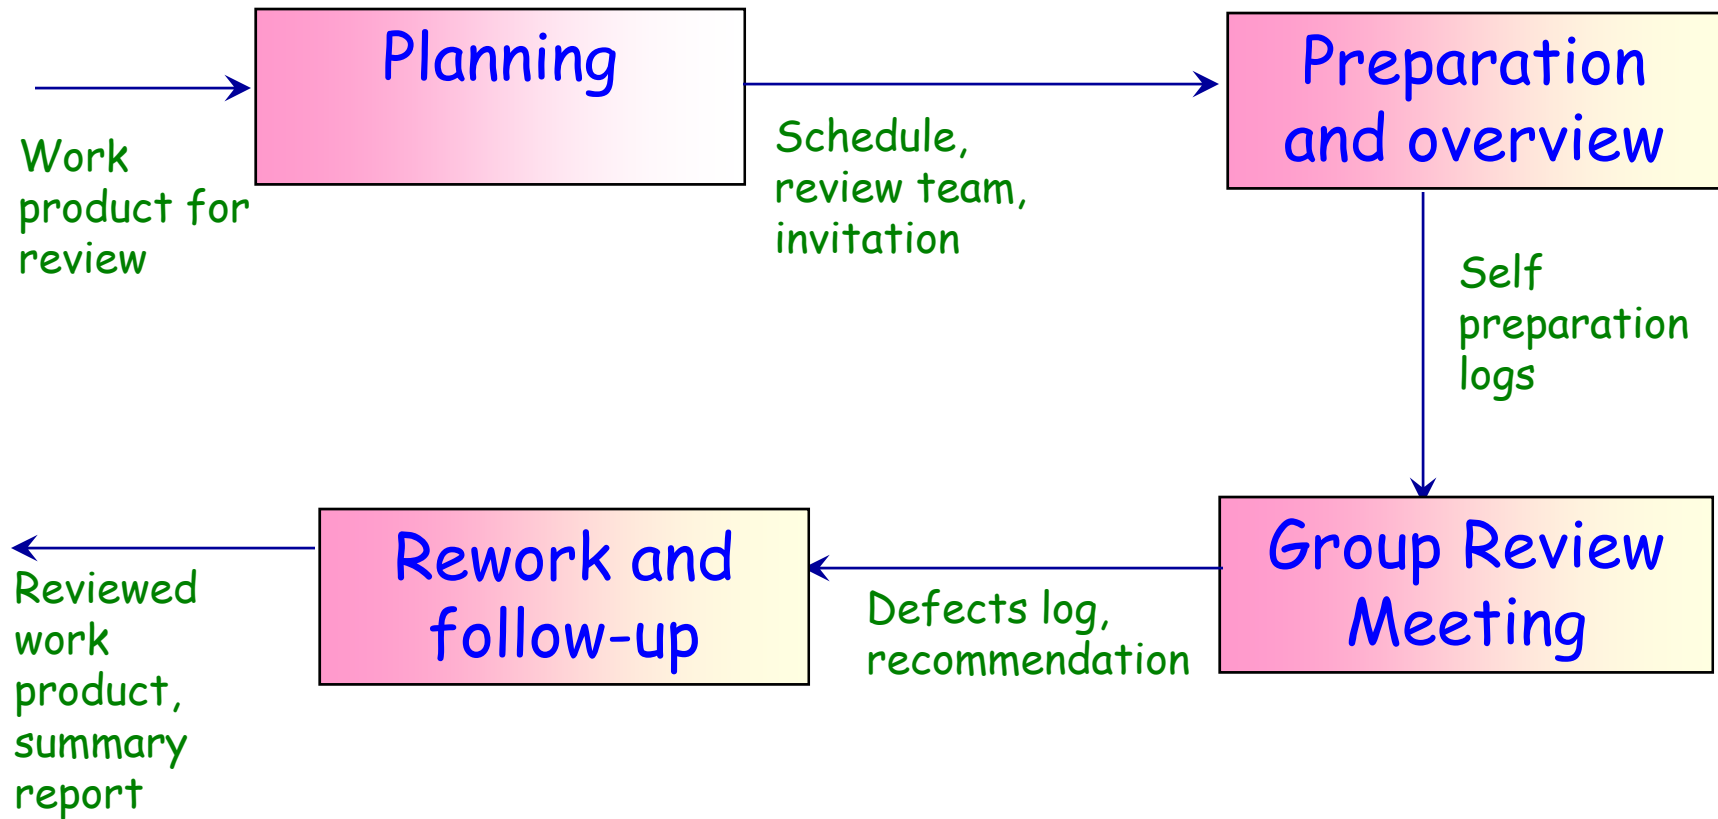 Planning
Preparation
and overview
Work
product for
review
Schedule,
review team,
invitation
Self
preparation
logs
Group Review
Meeting
Defects log,
recommendation
Rework and
follow-up
Reviewed
work
product,
summary
report